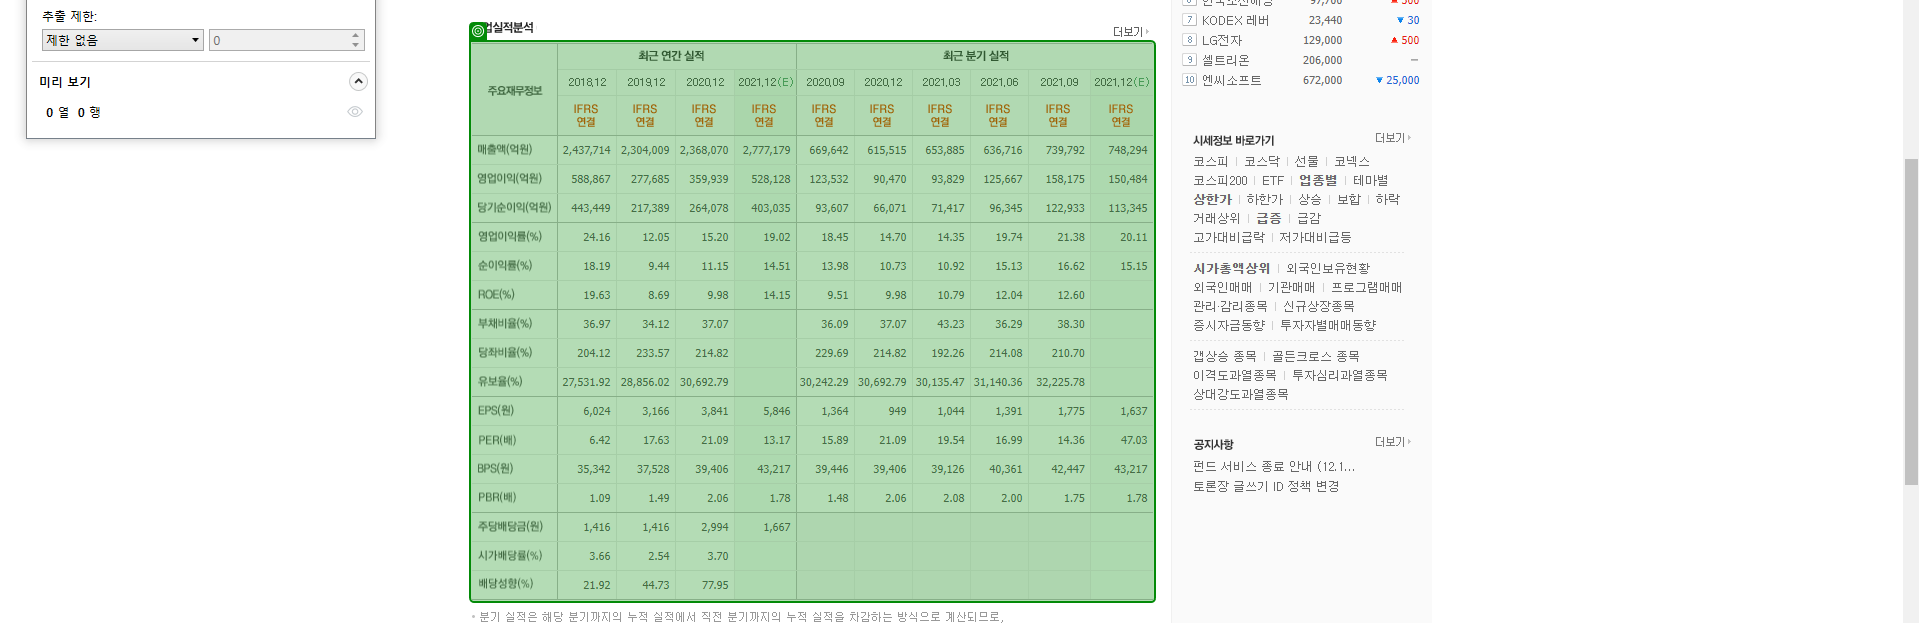 추출 제한:
제한 없음 0
미리 보기
0 열 0 행
업실적분석 더보기
주요재무정보 최근 연간 실적 최근 분기 실적
2018.12 2019.12 2020.12 2021.12(E) 2020.09 2020.12 2021.03 2021.06 2021.09 2021.12(E)
IFRS 연결 IFRS 연결 IFRS 연결 IFRS 연결 IFRS 연결 IFRS 연결 IFRS 연결 IFRS 연결 IFRS 연결 IFRS 연결
매출액(억원) 2,437,714 2,304,009 2,368,070 2,777,179 669,642 615,515 653,885 636,716 739,792 748,294
영업이익(억원) 588,867 277,685 359,939 528,128 123,532 90,470 93,829 125,667 158,175 150,484
당기순이익(억원) 443,449 217,389 264,078 403,035 93,607 66,071 71,417 96,345 122,933 113,345
영업이익률(%) 24.16 12.05 15.20 19.02 18.45 14.70 14.35 19.74 21.38 20.11
순이익률(%) 18.19 9.44 11.15 14.51 13.98 10.73 10.92 15.13 16.62 15.15
ROE(%) 19.63 8.69 9.98 14.15 9.51 9.98 10.79 12.04 12.60
부채비율(%) 36.97 34.12 37.07 36.09 37.07 43.23 36.29 38.30
당좌비율(%) 204.12 233.57 214.82 229.69 214.82 192.26 214.08 210.70
유보율(%) 27,531.92 28,856.02 30,692.79 30,242.29 30,692.79 30,135.47 31,140.36 32,225.78
EPS(원) 6,024 3,166 3,841 5,846 1,364 949 1,044 1,391 1,775 1,637
PER(배) 6.42 17.63 21.09 13.17 15.89 21.09 19.54 16.99 14.36 47.03
BPS(원) 35,342 37,528 39,406 43,217 39,446 39,406 39,126 40,361 42,447 43,217
PBR(배) 1.09 1.49 2.06 1.78 1.48 2.06 2.08 2.00 1.75 1.78
주당배당금(원) 1,416 1,416 2,994 1,667
시가배당률(%) 3.66 2.54 3.70
배당성향(%) 21.92 44.73 77.95
· 분기 실적은 해당 분기까지의 누적 실적에서 직전 분기까지의 누적 실적을 차감하는 방식으로 계산되므로,
7 KODEX 레버 23,440 ▼ 30
8 LG전자 129,000 ▲ 500
9 셀트리온 206,000 –
10 엔씨소프트 672,000 ▼ 25,000
시세정보 바로가기 더보기
코스피 코스닥 선물 코넥스
코스피200 ETF 업종별 테마별
상한가 하한가 상승 보합 하락
거래상위 급증 급감
고가대비급락 저가대비급등
시가총액상위 외국인보유현황
외국인매매 기관매매 프로그램매매
관리·감리종목 신규상장종목
증시자금동향 투자자별매매동향
갭상승 종목 골든크로스 종목
이격도과열종목 투자심리과열종목
상대강도과열종목
공지사항 더보기
펀드 서비스 종료 안내 (12.1...
토론장 글쓰기 ID 정책 변경